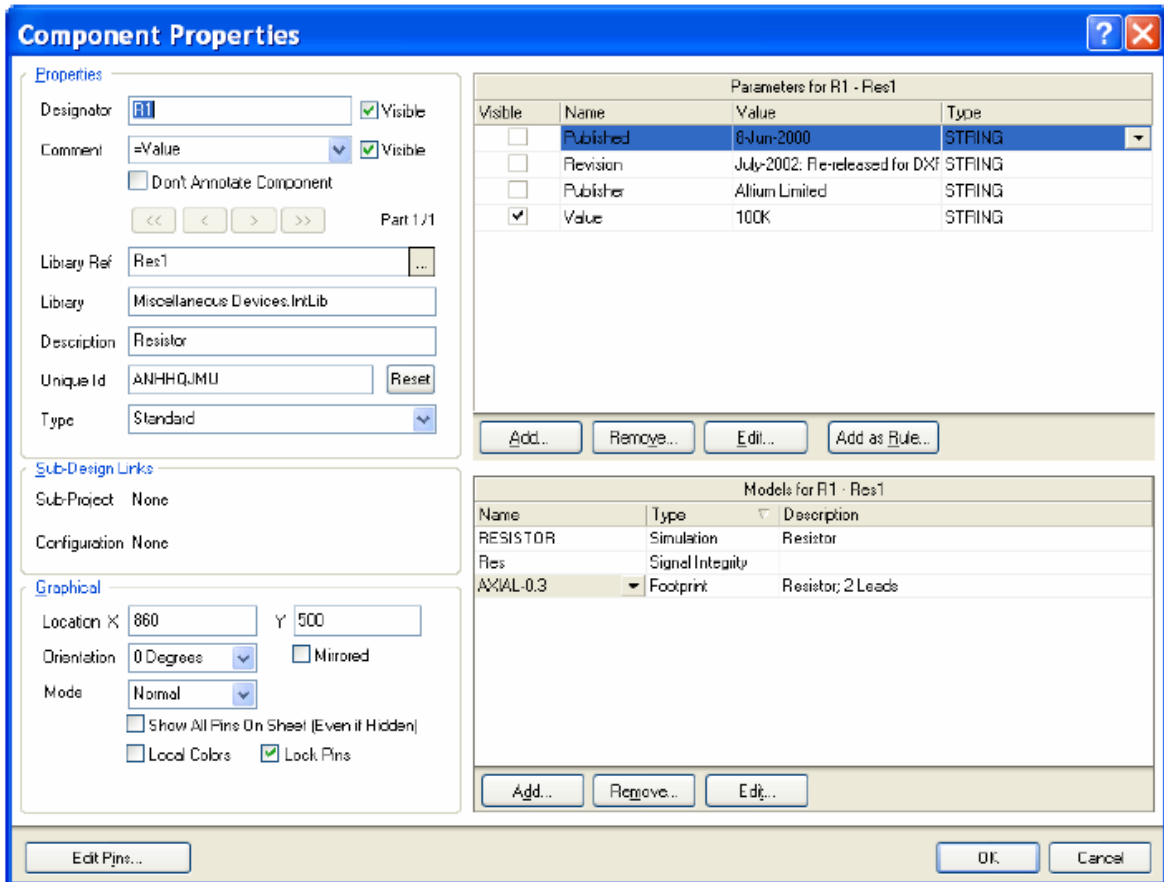 Component Properties
Properties
Designator R1 Visible
Comment =Value Visible
Don't Annotate Component
<< < > >> Part 1/1
Library Ref Res1 ...
Library Miscellaneous Devices.IntLib
Description Resistor
Unique Id ANHHQJMU Reset
Type Standard
Sub-Design Links
Sub-Project None
Configuration None
Graphical
Location X 860 Y 500
Orientation 0 Degrees Mirrored
Mode Normal
Show All Pins On Sheet (Even if Hidden)
Local Colors Lock Pins
Parameters for R1 - Res1
Visible Name Value Type
Published 8-Jun-2000 STRING
Revision July-2002: Re-released for DXP STRING
Publisher Altium Limited STRING
Value 100K STRING
Add... Remove... Edit... Add as Rule...
Models for R1 - Res1
Name Type Description
RESISTOR Simulation Resistor
Res Signal Integrity
AXIAL-0.3 Footprint Resistor; 2 Leads
Add... Remove... Edit...
Edit Pins... OK Cancel